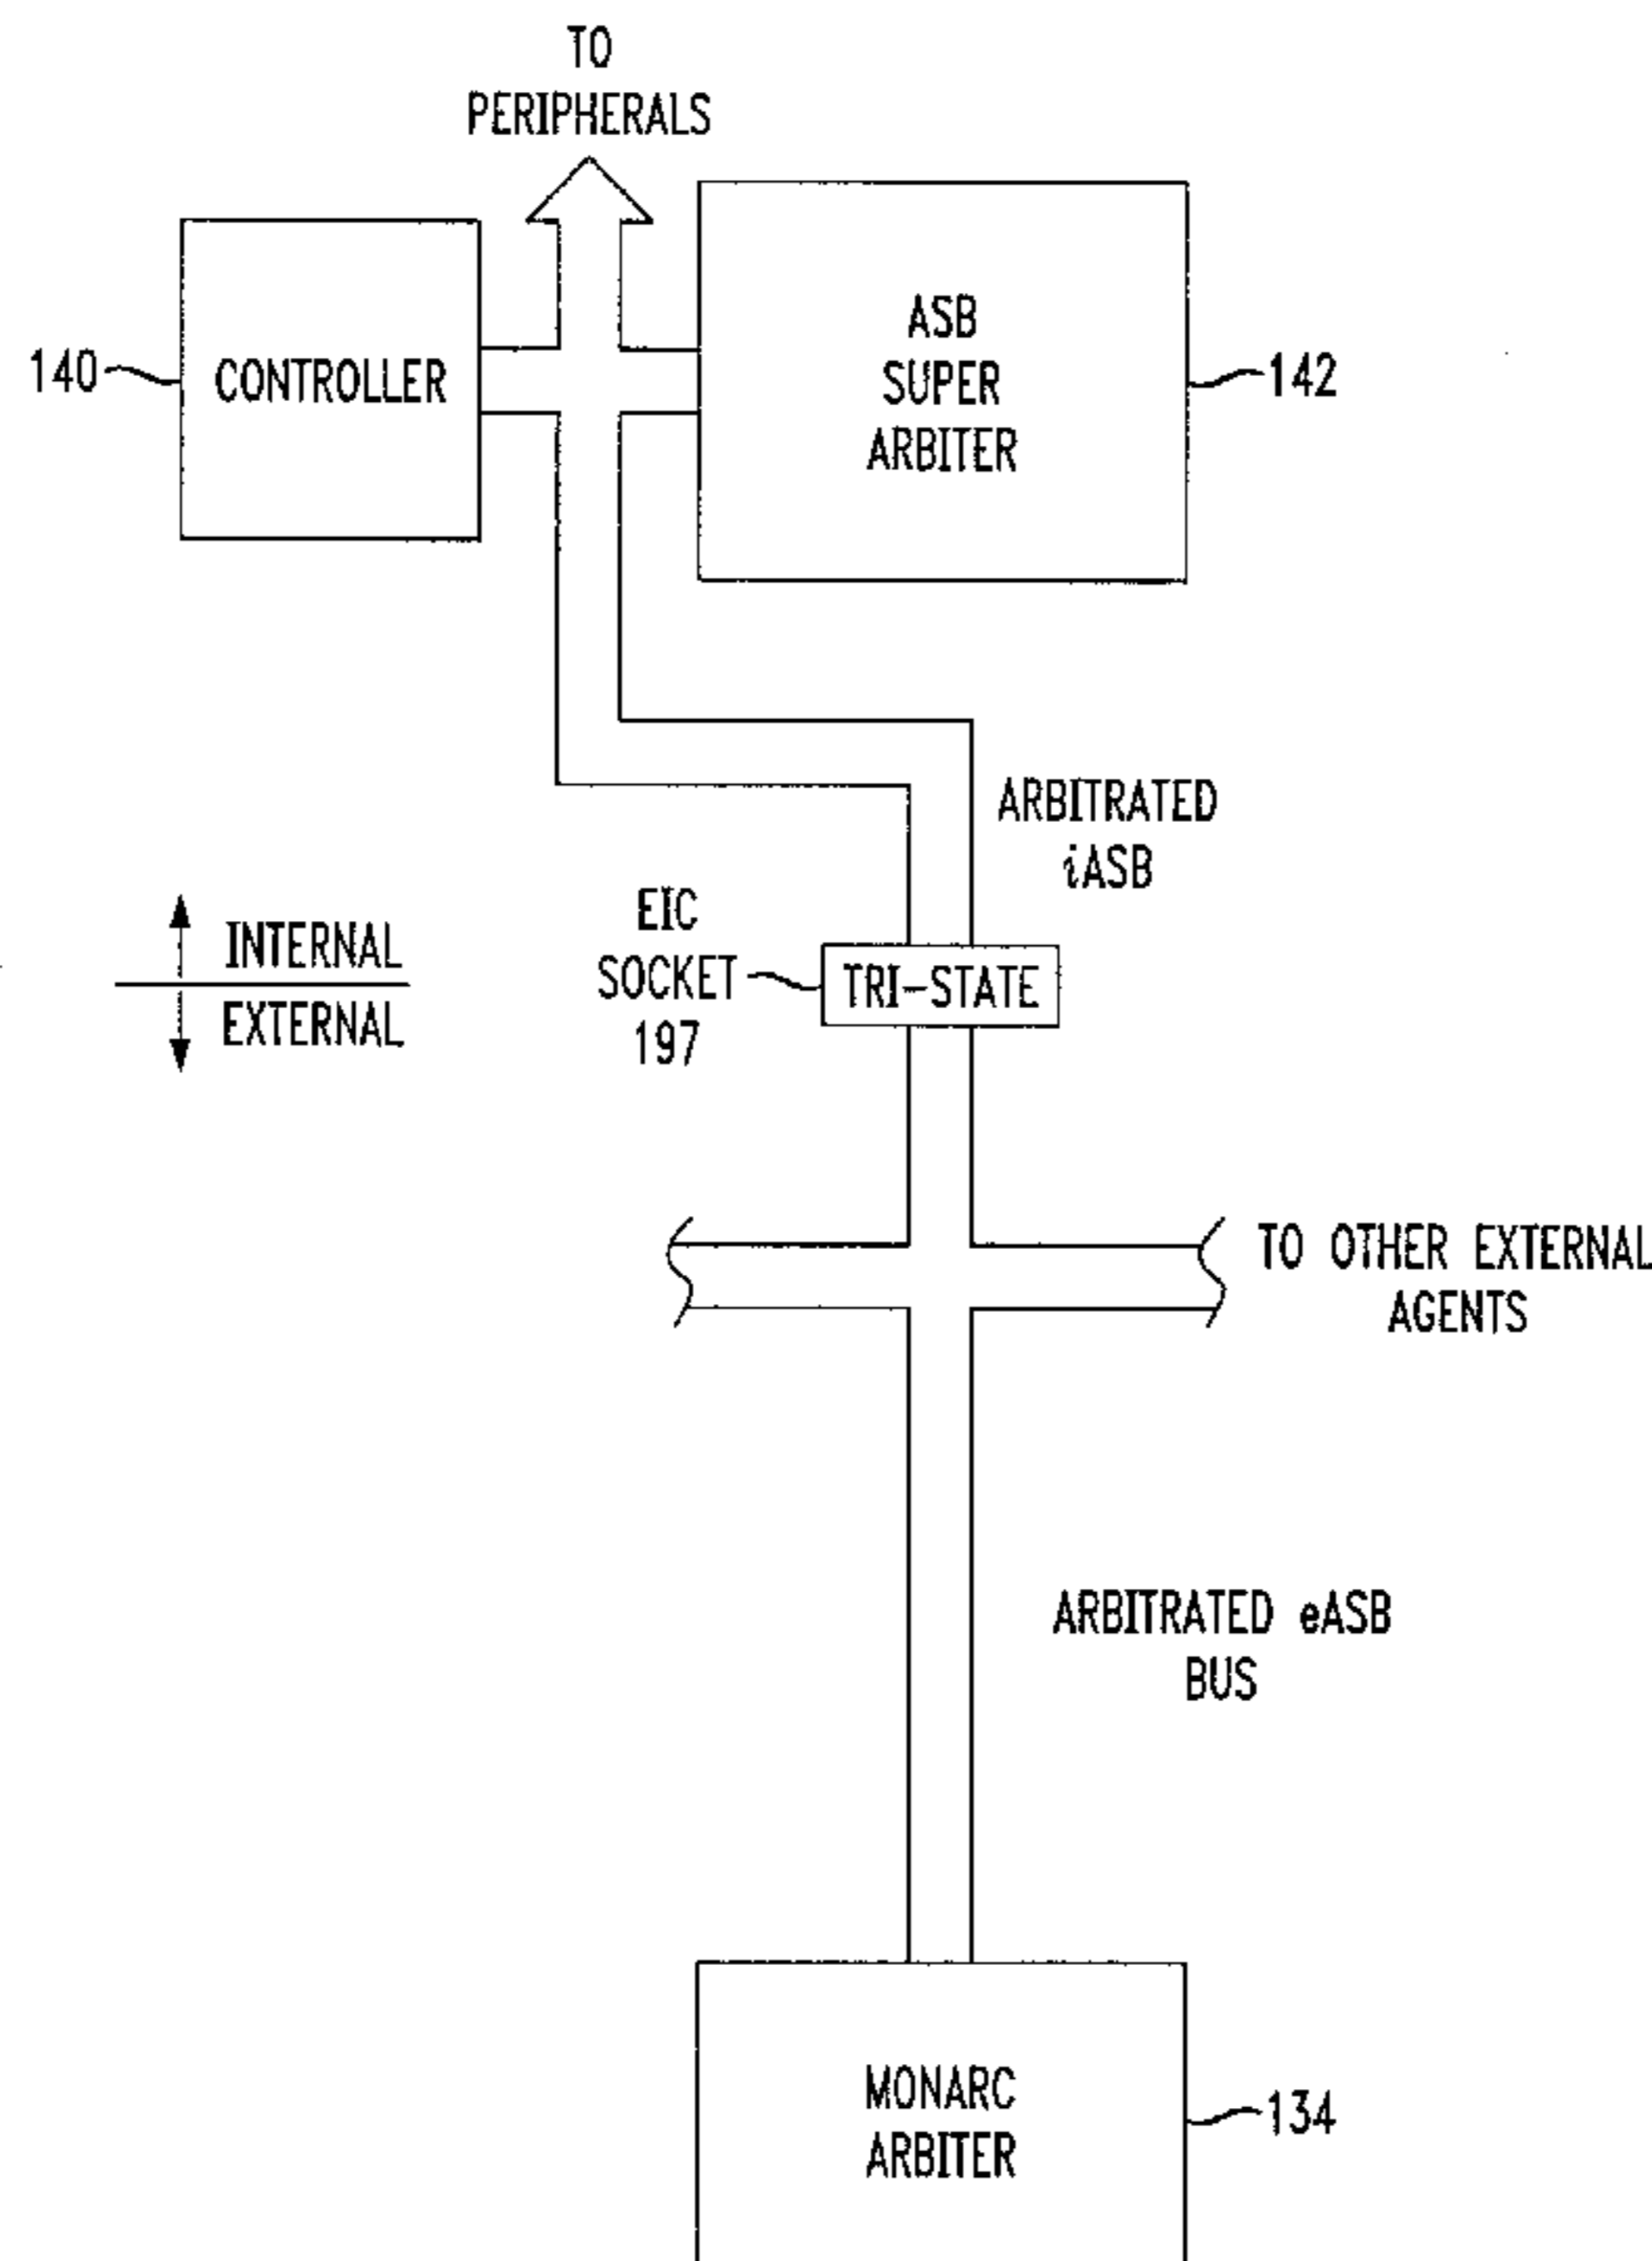 TO
PERIPHERALS
140
CONTROLLER
ASB
SUPER
ARBITER
142
ARBITRATED
iASB
EIC
SOCKET
197
TRI-STATE
INTERNAL
EXTERNAL
TO OTHER EXTERNAL
AGENTS
ARBITRATED eASB
BUS
MONARC
ARBITER
134